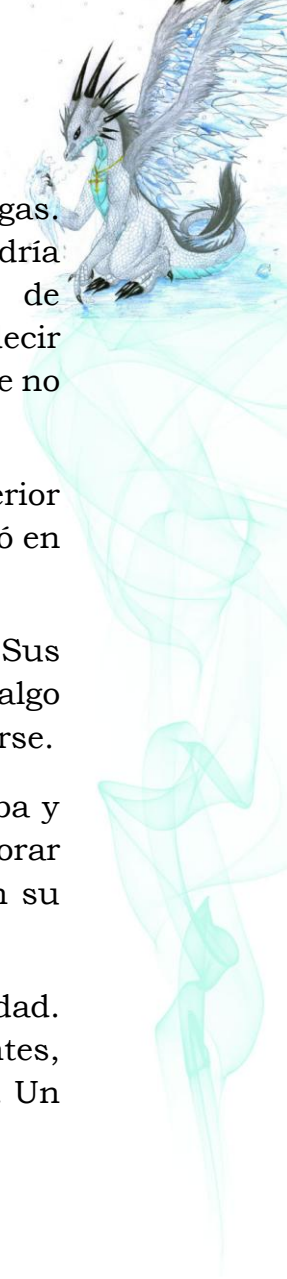 gas.
dría
de
ecir
e no
erior
ó en
Sus
algo
rse.
ba y
orar
n su
dad.
ntes,
Un